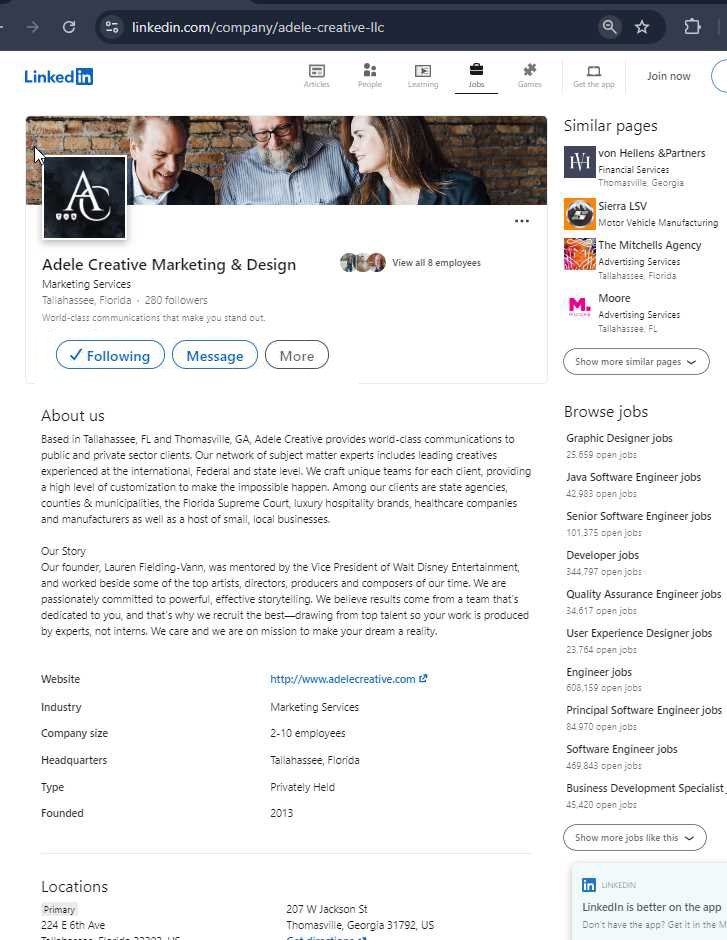 linkedin.com/company/adele-creative-llc
LinkedIn
Articles
People
Learning
Jobs
Games
Get the app
Join now
AC
Adele Creative Marketing & Design
View all 8 employees
Marketing Services
Tallahassee, Florida · 280 followers
World-class communications that make you stand out.
Following
Message
More
About us
Based in Tallahassee, FL and Thomasville, GA, Adele Creative provides world-class communications to
public and private sector clients. Our network of subject matter experts includes leading creatives
experienced at the international, Federal and state level. We craft unique teams for each client, providing
a high level of customization to make the impossible happen. Among our clients are state agencies,
counties & municipalities, the Florida Supreme Court, luxury hospitality brands, healthcare companies
and manufacturers as well as a host of small, local businesses.
Our Story
Our founder, Lauren Fielding-Vann, was mentored by the Vice President of Walt Disney Entertainment,
and worked beside some of the top artists, directors, producers and composers of our time. We are
passionately committed to powerful, effective storytelling. We believe results come from a team that's
dedicated to you, and that's why we recruit the best—drawing from top talent so your work is produced
by experts, not interns. We care and we are on mission to make your dream a reality.
Website http://www.adelecreative.com
Industry Marketing Services
Company size 2-10 employees
Headquarters Tallahassee, Florida
Type Privately Held
Founded 2013
Locations
Primary
224 E 6th Ave
Tallahassee, Florida 32303, US
207 W Jackson St
Thomasville, Georgia 31792, US
Get directions
Similar pages
von Hellens &Partners
Financial Services
Thomasville, Georgia
Sierra LSV
Motor Vehicle Manufacturing
The Mitchells Agency
Advertising Services
Tallahassee, Florida
Moore
Advertising Services
Tallahassee, FL
Show more similar pages
Browse jobs
Graphic Designer jobs
25,659 open jobs
Java Software Engineer jobs
42,983 open jobs
Senior Software Engineer jobs
101,375 open jobs
Developer jobs
344,797 open jobs
Quality Assurance Engineer jobs
34,617 open jobs
User Experience Designer jobs
23,764 open jobs
Engineer jobs
608,159 open jobs
Principal Software Engineer jobs
84,970 open jobs
Software Engineer jobs
469,843 open jobs
Business Development Specialist
45,420 open jobs
Show more jobs like this
LINKEDIN
LinkedIn is better on the app
Don't have the app? Get it in the M